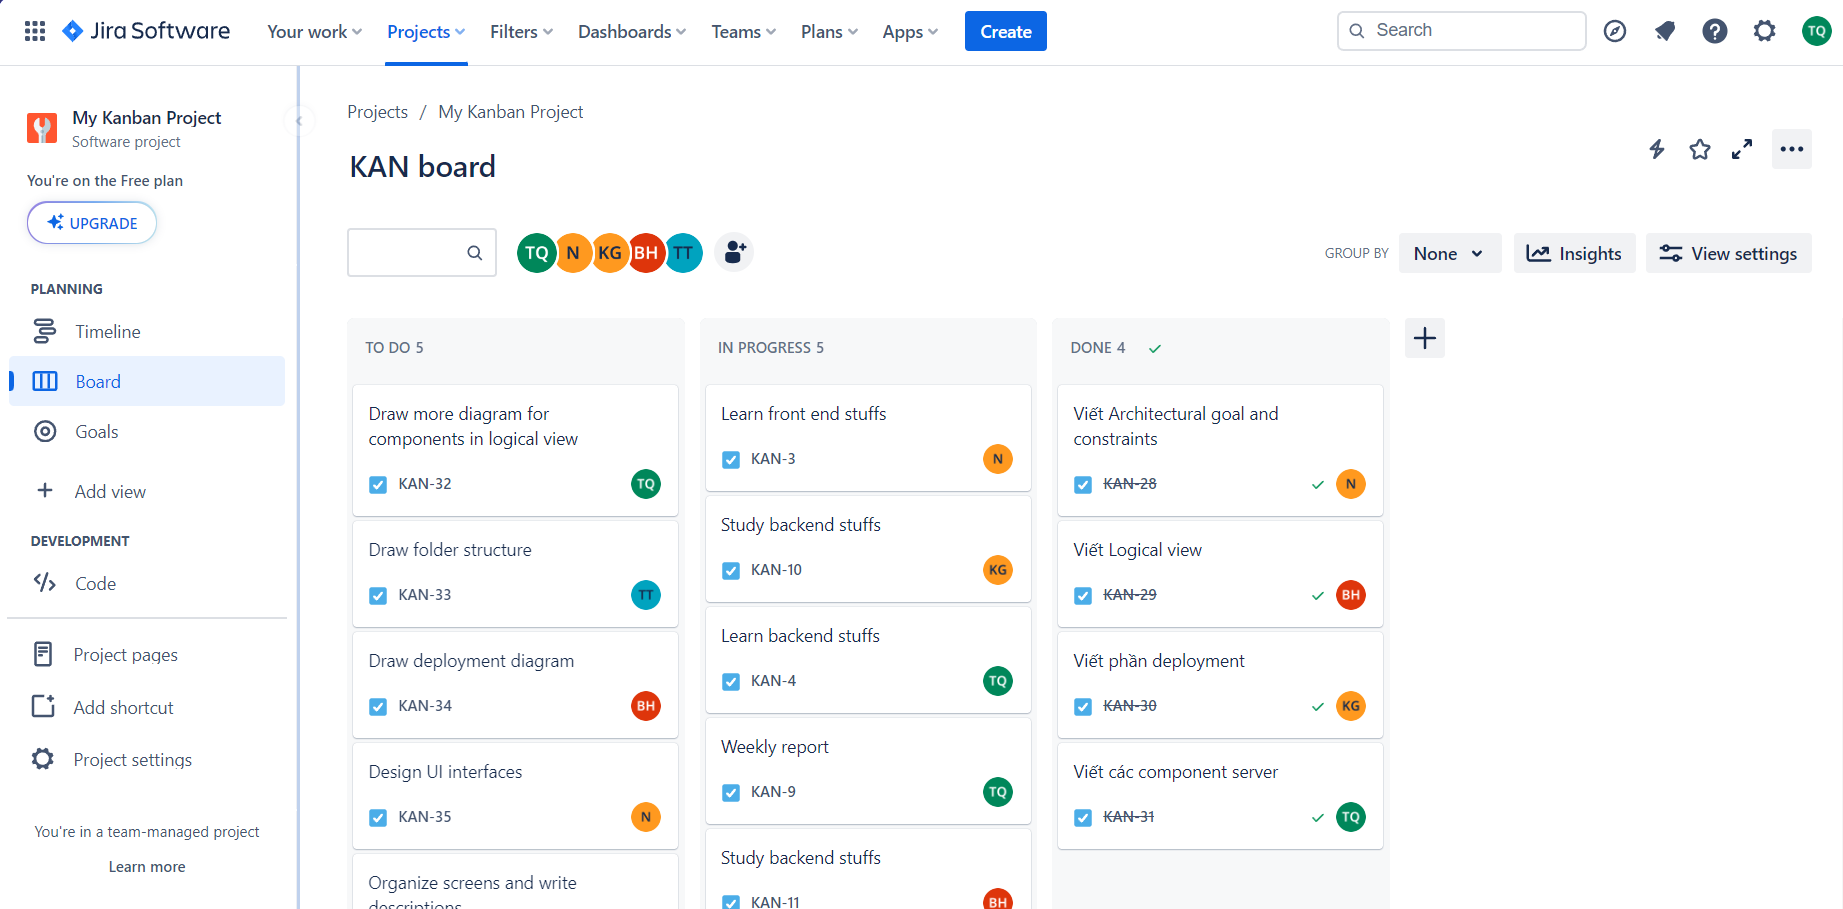 Jira Software
Your work
Projects
Filters
Dashboards
Teams
Plans
Apps
Create
Search
TQ
My Kanban Project
Software project
You're on the Free plan
UPGRADE
PLANNING
Timeline
Board
Goals
Add view
DEVELOPMENT
Code
Project pages
Add shortcut
Project settings
You're in a team-managed project
Learn more
Projects / My Kanban Project
KAN board
TQ N KG BH TT
GROUP BY None
Insights
View settings
TO DO 5
Draw more diagram for
components in logical view
KAN-32 TQ
Draw folder structure
KAN-33 TT
Draw deployment diagram
KAN-34 BH
Design UI interfaces
KAN-35 N
Organize screens and write
descriptions
IN PROGRESS 5
Learn front end stuffs
KAN-3 N
Study backend stuffs
KAN-10 KG
Learn backend stuffs
KAN-4 TQ
Weekly report
KAN-9 TQ
Study backend stuffs
KAN-11 BH
DONE 4
Viết Architectural goal and
constraints
KAN-28 N
Viết Logical view
KAN-29 BH
Viết phần deployment
KAN-30 KG
Viết các component server
KAN-31 TQ